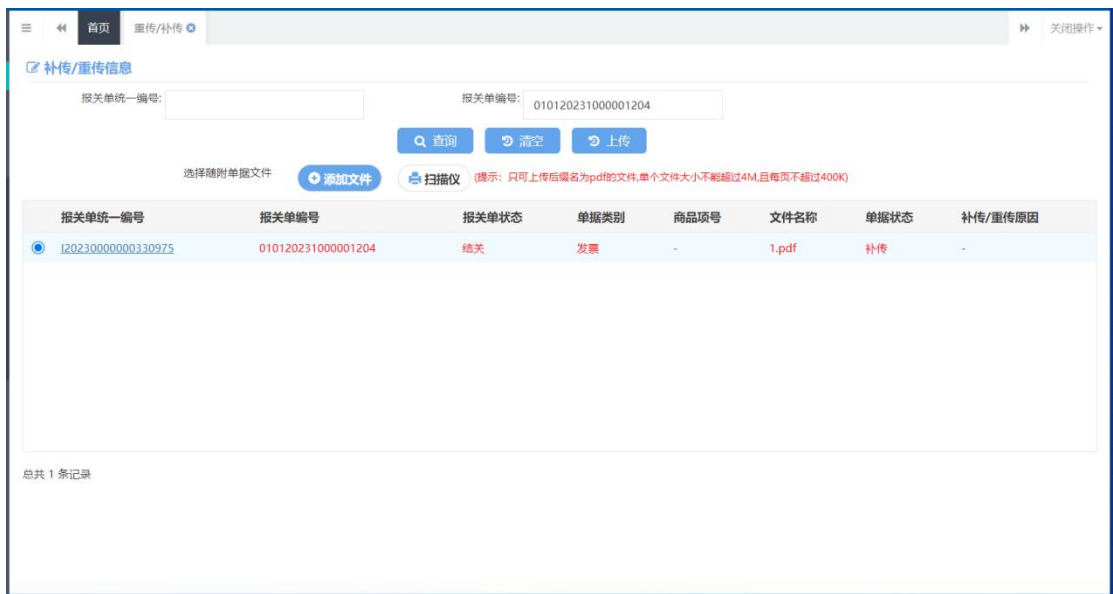 首页 重传/补传 关闭操作
补传/重传信息
报关单统一编号: 报关单编号: 010120231000001204
查询 清空 上传
选择随附单据文件 添加文件 扫描仪 (提示：只可上传后缀名为pdf的文件,单个文件大小不能超过4M,且每页不超过400K)
报关单统一编号 报关单编号 报关单状态 单据类别 商品项号 文件名称 单据状态 补传/重传原因
I20230000000330975 010120231000001204 结关 发票 - 1.pdf 补传 -
总共 1 条记录